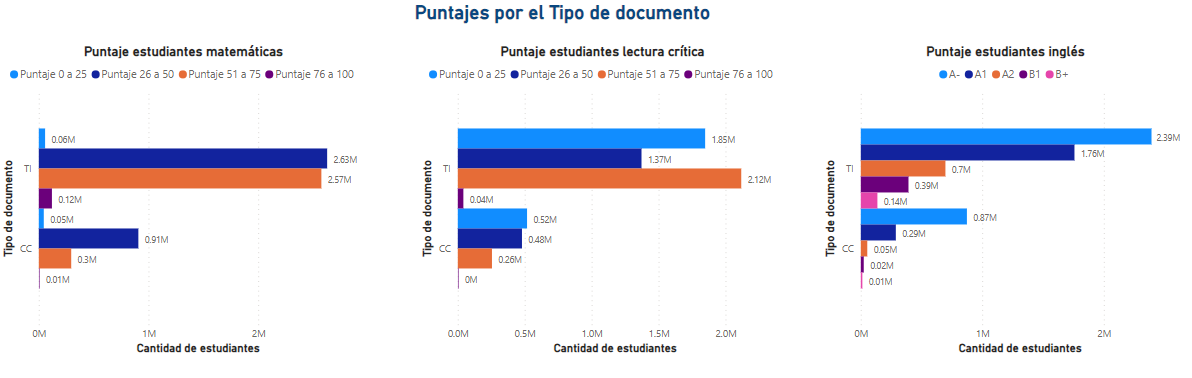 Puntajes por el Tipo de documento
Puntaje estudiantes matemáticas
Puntaje 0 a 25 Puntaje 26 a 50 Puntaje 51 a 75 Puntaje 76 a 100
Tipo de documento
TI
0.06M
2.63M
2.57M
0.12M
CC
0.05M
0.91M
0.3M
0.01M
0M 1M 2M
Cantidad de estudiantes
Puntaje estudiantes lectura crítica
Puntaje 0 a 25 Puntaje 26 a 50 Puntaje 51 a 75 Puntaje 76 a 100
Tipo de documento
TI
1.85M
1.37M
2.12M
0.04M
CC
0.52M
0.48M
0.26M
0M
0.0M 0.5M 1.0M 1.5M 2.0M
Cantidad de estudiantes
Puntaje estudiantes inglés
A- A1 A2 B1 B+
Tipo de documento
TI
2.39M
1.76M
0.7M
0.39M
0.14M
CC
0.87M
0.29M
0.05M
0.02M
0.01M
0M 1M 2M
Cantidad de estudiantes